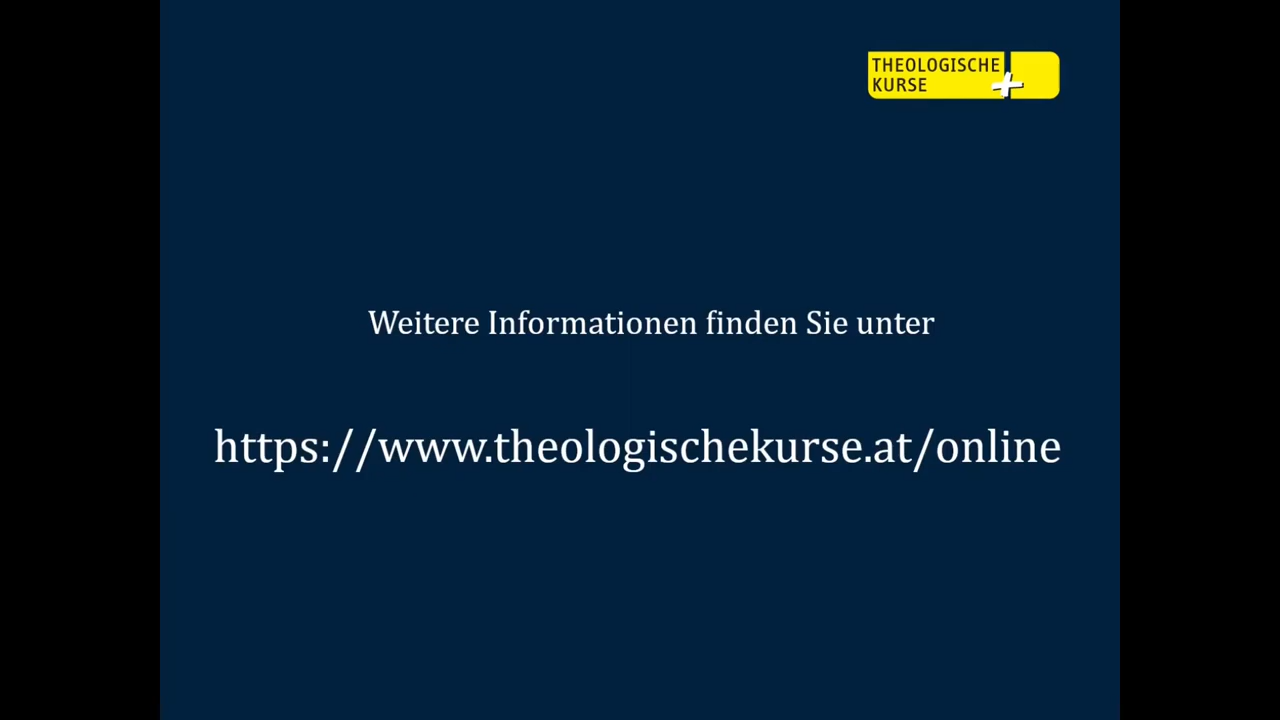 THEOLOGISCHE
KURSE
Weitere Informationen finden Sie unter
https://www.theologischekurse.at/online